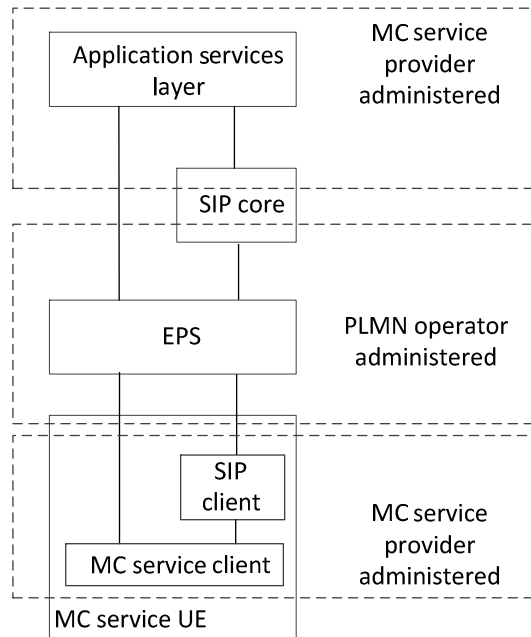 MC service
provider
administered
Application services
layer
SIP core
EPS
PLMN operator
administered
SIP
client
MC service
provider
administered
MC service client
MC service UE